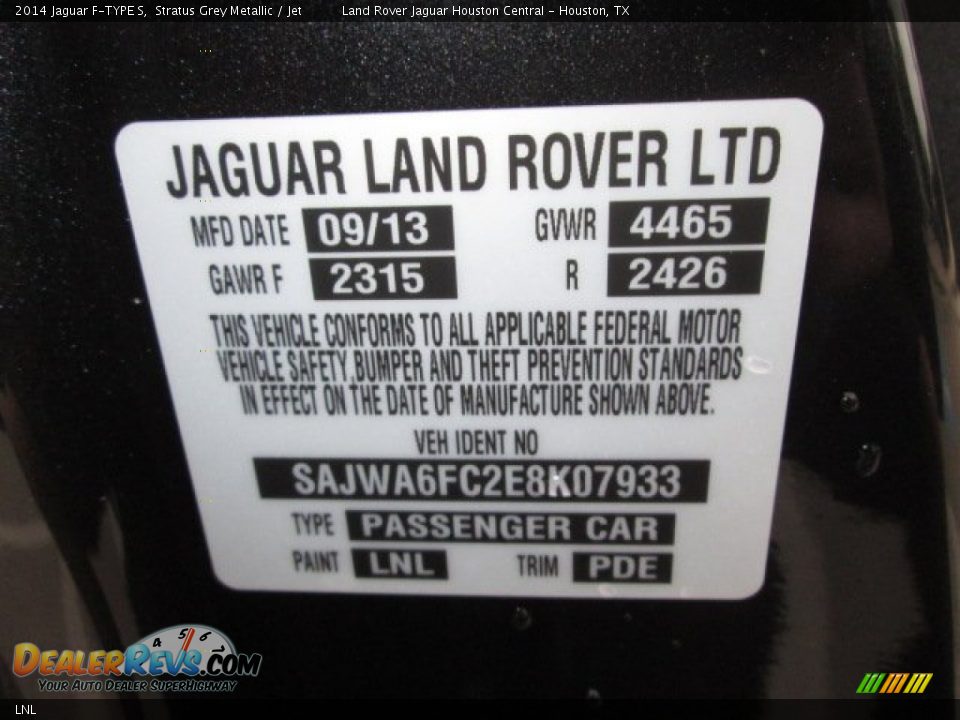 2014 Jaguar F-TYPE S, Stratus Grey Metallic / Jet Land Rover Jaguar Houston Central - Houston, TX
JAGUAR LAND ROVER LTD
MFD DATE 09/13 GVWR 4465
GAWR F 2315 R 2426
THIS VEHICLE CONFORMS TO ALL APPLICABLE FEDERAL MOTOR
VEHICLE SAFETY,BUMPER AND THEFT PREVENTION STANDARDS
IN EFFECT ON THE DATE OF MANUFACTURE SHOWN ABOVE.
VEH IDENT NO
SAJWA6FC2E8K07933
TYPE PASSENGER CAR
PAINT LNL TRIM PDE
4 5 6
DEALERREVS.COM
Your Auto Dealer SuperHighway
LNL